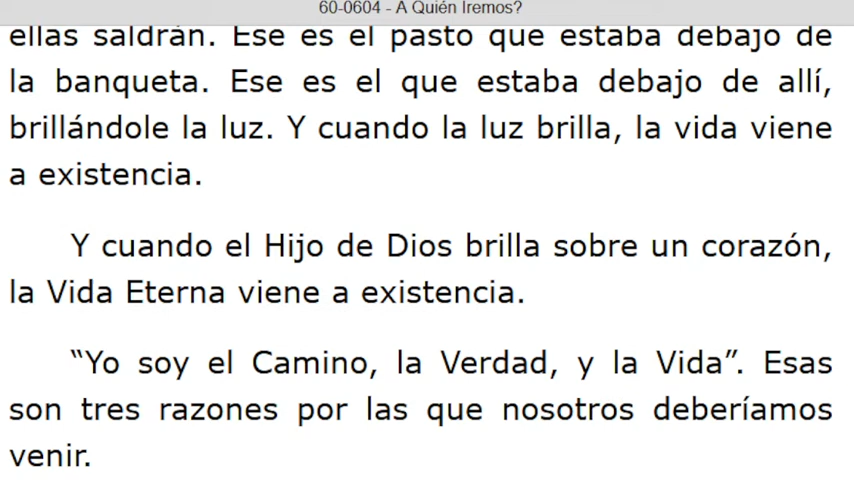 60-0604 - A Quién Iremos?
ellas saldrán. Ese es el pasto que estaba debajo de
la banqueta. Ese es el que estaba debajo de allí,
brillándole la luz. Y cuando la luz brilla, la vida viene
a existencia.
Y cuando el Hijo de Dios brilla sobre un corazón,
la Vida Eterna viene a existencia.
“Yo soy el Camino, la Verdad, y la Vida”. Esas
son tres razones por las que nosotros deberíamos
venir.